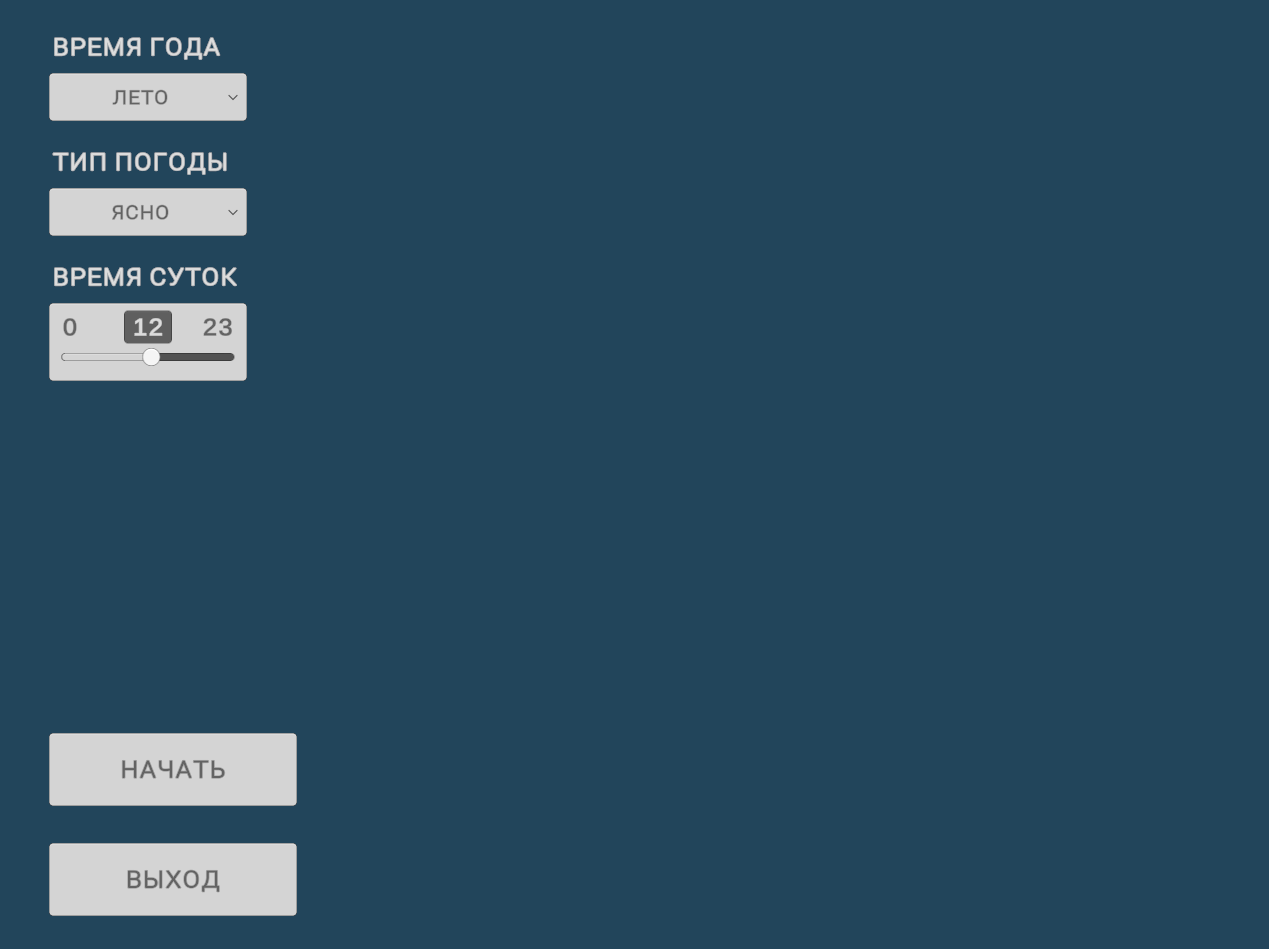 ВРЕМЯ ГОДА
ЛЕТО
ТИП ПОГОДЫ
ЯСНО
ВРЕМЯ СУТОК
0 12 23
НАЧАТЬ
ВЫХОД